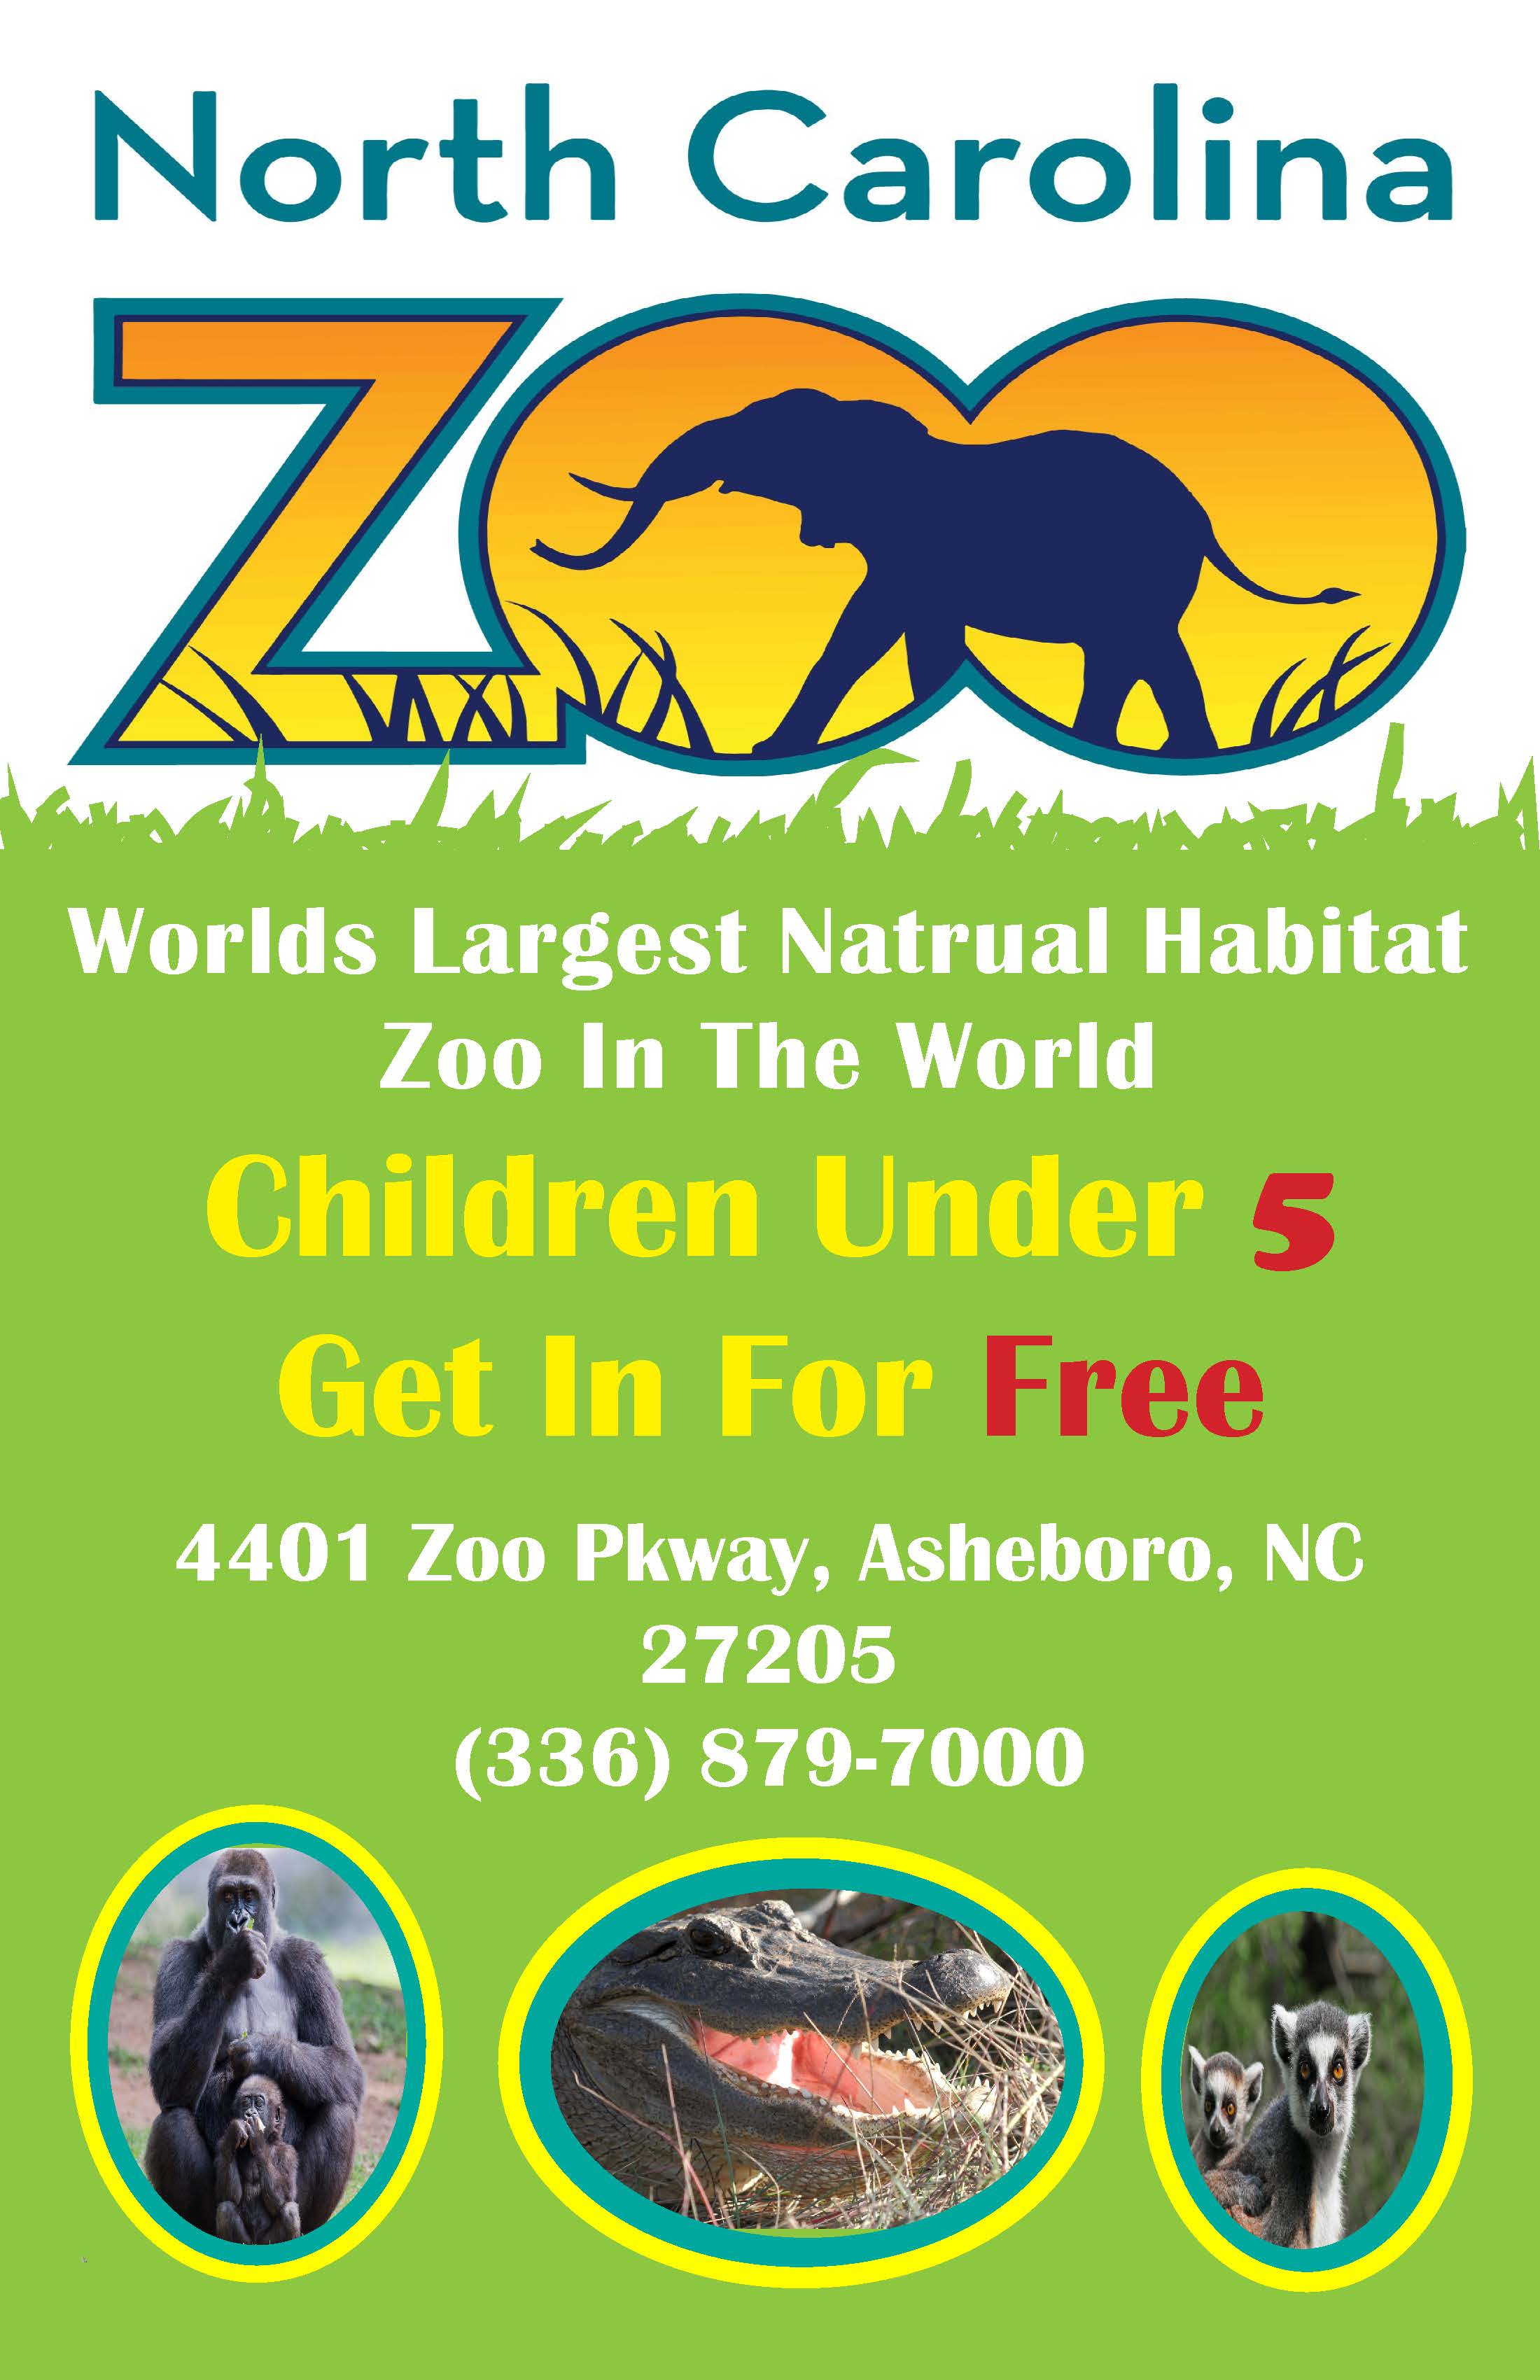 North Carolina
ZOO
Worlds Largest Natrual Habitat
Zoo In The World
Children Under 5
Get In For Free
4401 Zoo Pkway, Asheboro, NC
27205
(336) 879-7000